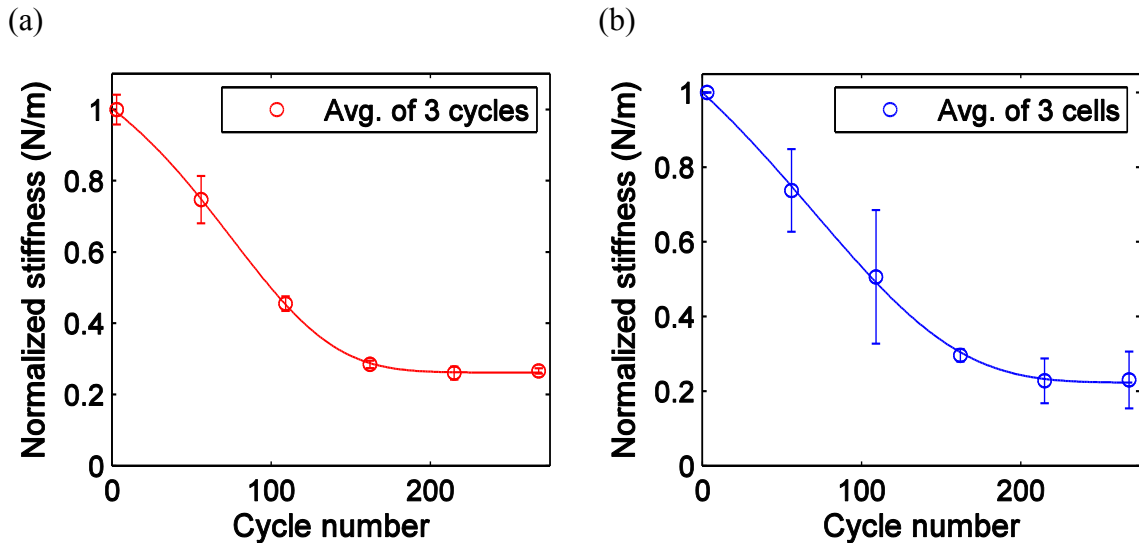 (a)
(b)
Normalized stiffness (N/m)
1
0.8
0.6
0.4
0.2
0
Avg. of 3 cycles
0
100
200
Cycle number
Normalized stiffness (N/m)
1
0.8
0.6
0.4
0.2
0
Avg. of 3 cells
0
100
200
Cycle number